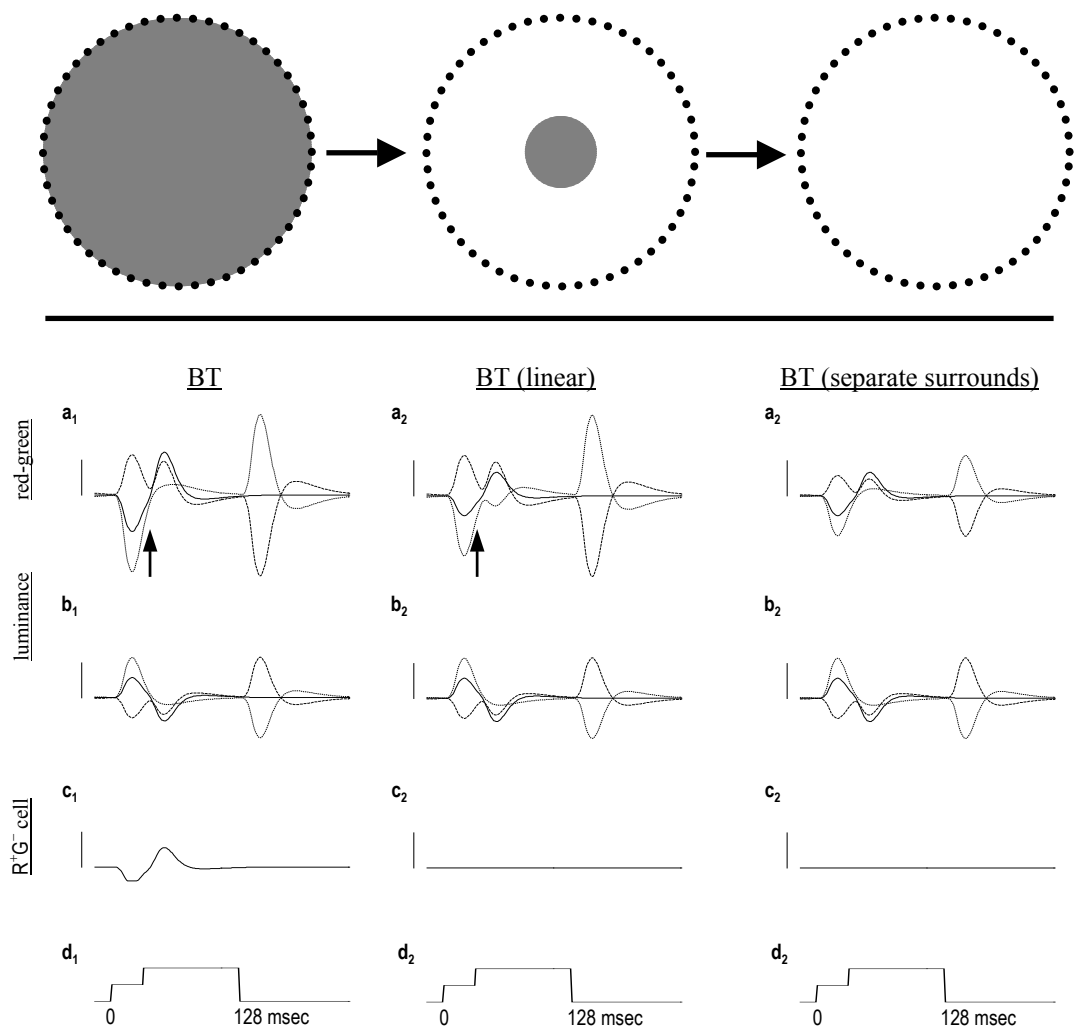 BT
BT (linear)
BT (separate surrounds)
red-green
a1
a2
a2
luminance
b1
b2
b2
R+G− cell
c1
c2
c2
d1
d2
d2
0 128 msec
0 128 msec
0 128 msec